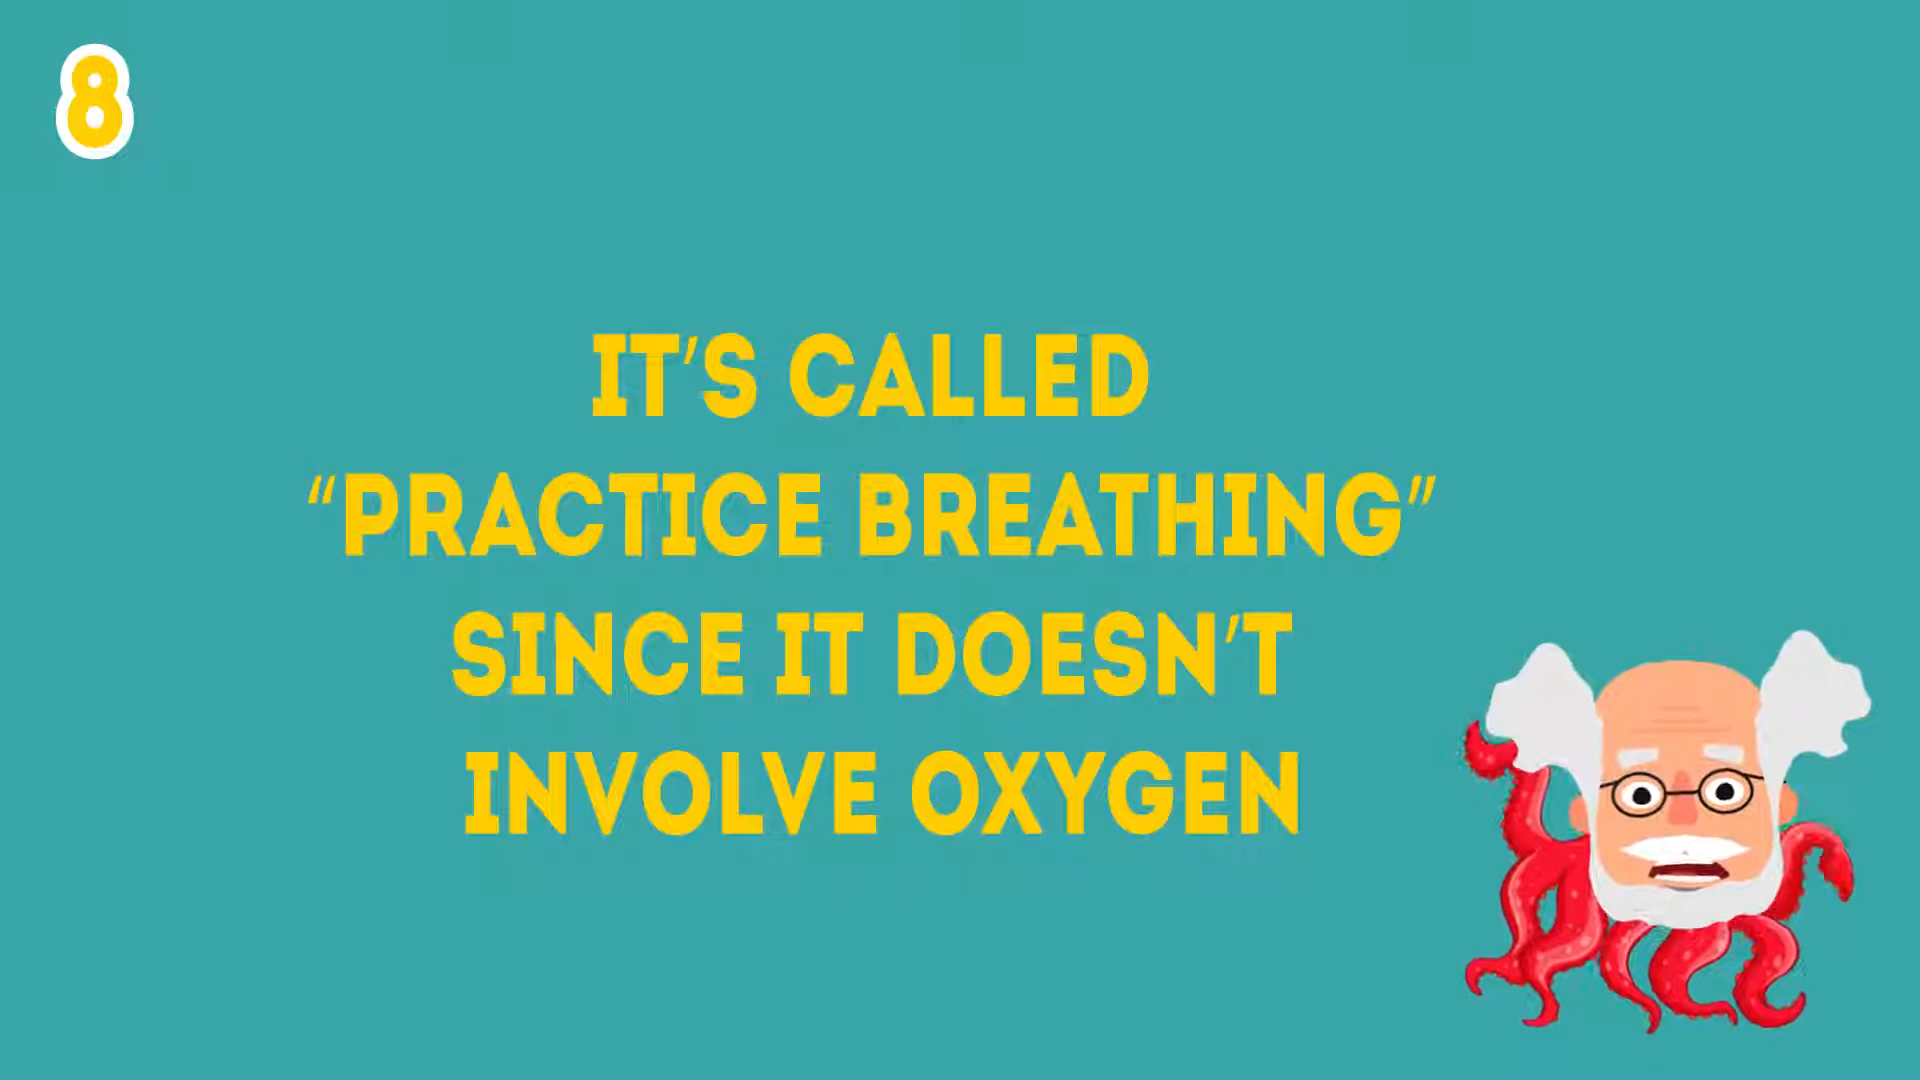 8
IT'S CALLED
“PRACTICE BREATHING”
SINCE IT DOESN'T
INVOLVE OXYGEN